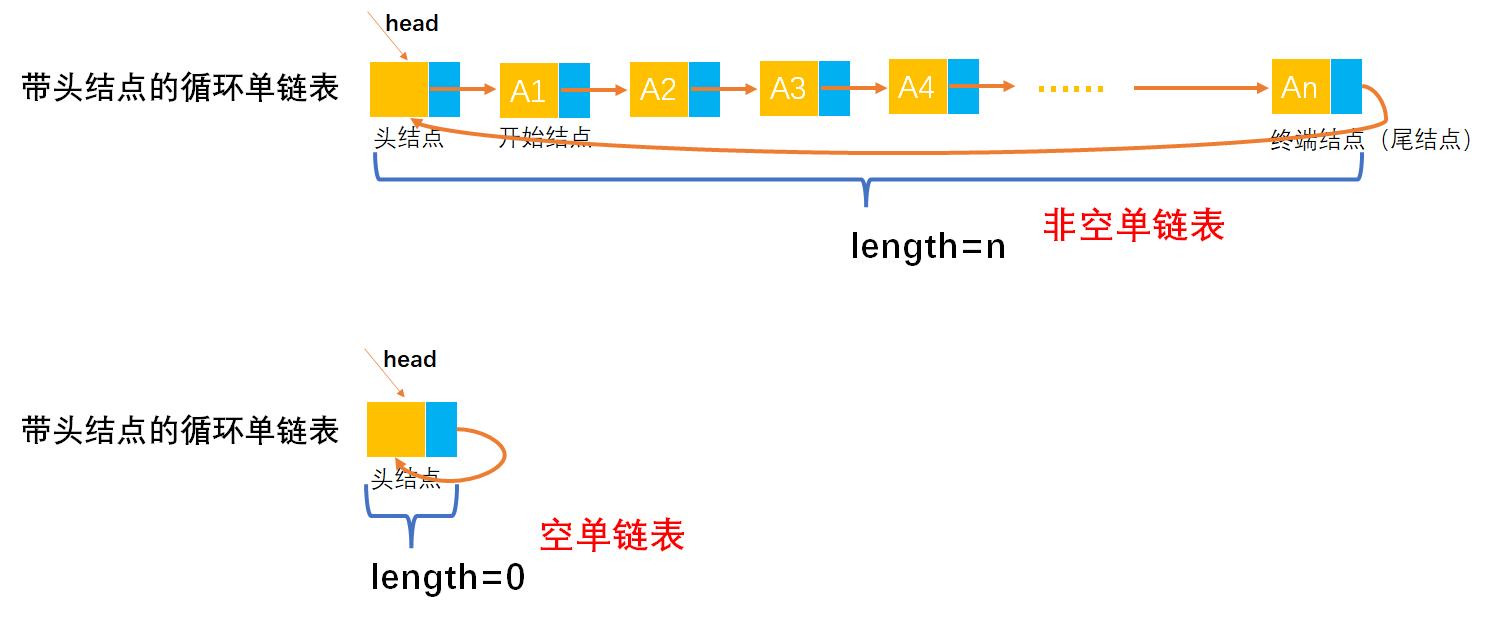 head
带头结点的循环单链表
A1
A2
A3
A4
······
An
头结点
开始结点
终端结点（尾结点）
length=n
非空单链表
head
带头结点的循环单链表
头结点
length=0
空单链表